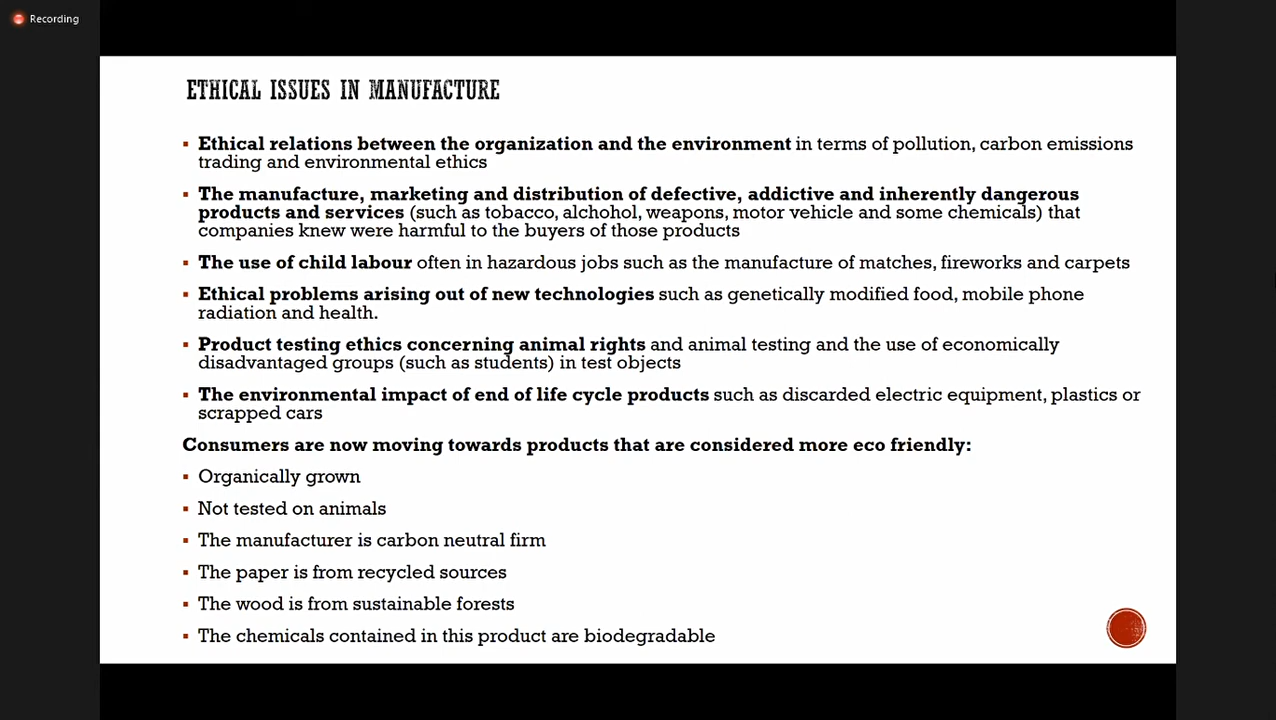 Recording
ETHICAL ISSUES IN MANUFACTURE
▪ Ethical relations between the organization and the environment in terms of pollution, carbon emissions
trading and environmental ethics
▪ The manufacture, marketing and distribution of defective, addictive and inherently dangerous
products and services (such as tobacco, alchohol, weapons, motor vehicle and some chemicals) that
companies knew were harmful to the buyers of those products
▪ The use of child labour often in hazardous jobs such as the manufacture of matches, fireworks and carpets
▪ Ethical problems arising out of new technologies such as genetically modified food, mobile phone
radiation and health.
▪ Product testing ethics concerning animal rights and animal testing and the use of economically
disadvantaged groups (such as students) in test objects
▪ The environmental impact of end of life cycle products such as discarded electric equipment, plastics or
scrapped cars
Consumers are now moving towards products that are considered more eco friendly:
▪ Organically grown
▪ Not tested on animals
▪ The manufacturer is carbon neutral firm
▪ The paper is from recycled sources
▪ The wood is from sustainable forests
▪ The chemicals contained in this product are biodegradable